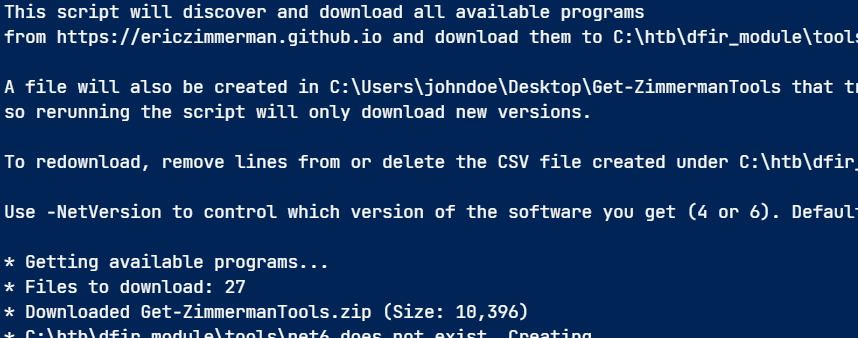 This script will discover and download all available programs
from https://ericzimmerman.github.io and download them to C:\htb\dfir_module\tools
A file will also be created in C:\Users\johndoe\Desktop\Get-ZimmermanTools that tr
so rerunning the script will only download new versions.
To redownload, remove lines from or delete the CSV file created under C:\htb\dfir_
Use -NetVersion to control which version of the software you get (4 or 6). Default
* Getting available programs...
* Files to download: 27
* Downloaded Get-ZimmermanTools.zip (Size: 10,396)
* C:\htb\dfir_module\tools\net6 does not exist. Creating